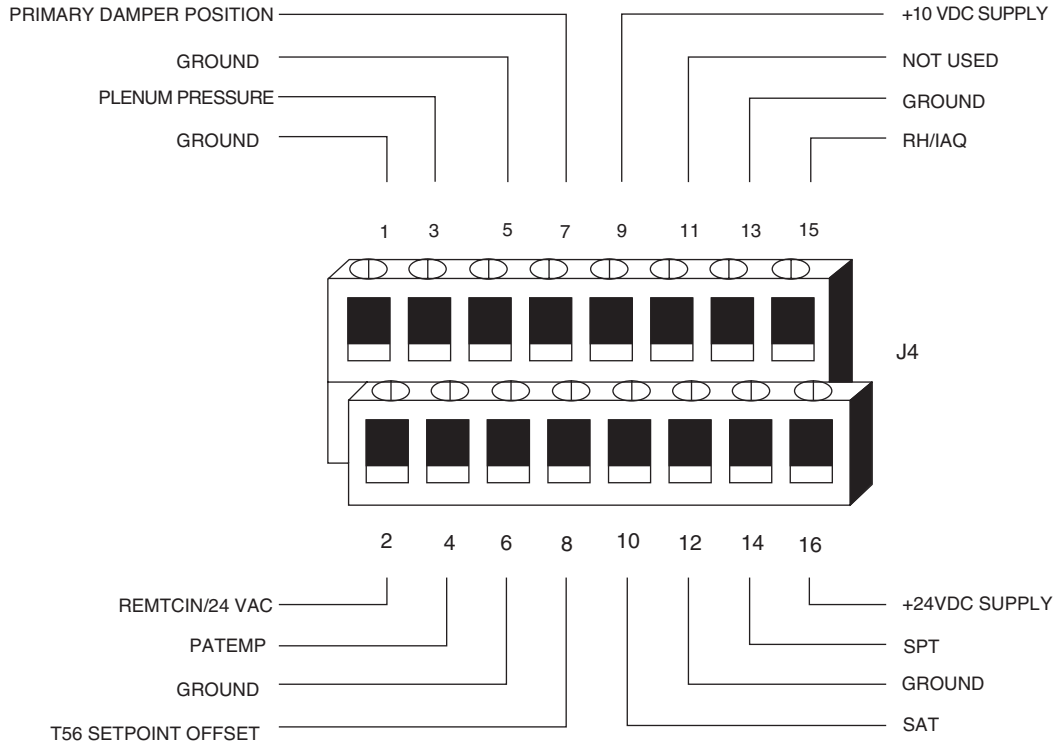 PRIMARY DAMPER POSITION
GROUND
PLENUM PRESSURE
GROUND
+10 VDC SUPPLY
NOT USED
GROUND
RH/IAQ
1 3 5 7 9 11 13 15
J4
2 4 6 8 10 12 14 16
REMTCIN/24 VAC
PATEMP
GROUND
T56 SETPOINT OFFSET
+24VDC SUPPLY
SPT
GROUND
SAT